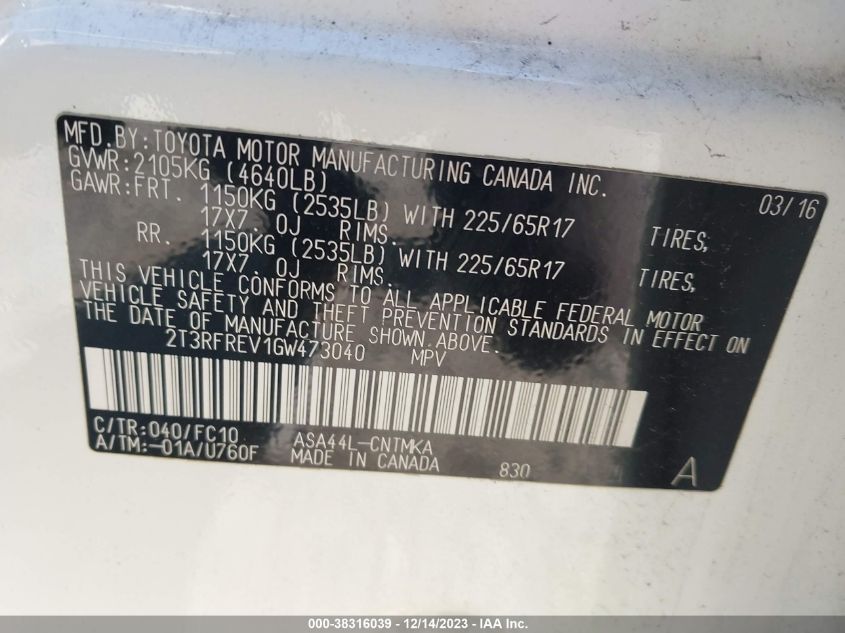 MFD.BY:TOYOTA MOTOR MANUFACTURING CANADA INC. 03/16
GVWR:2105KG (4640LB)
GAWR:FRT. 1150KG (2535LB) WITH 225/65R17 TIRES,
17X7. 0J RIMS.
RR. 1150KG (2535LB) WITH 225/65R17 TIRES,
17X7. 0J RIMS.
THIS VEHICLE CONFORMS TO ALL APPLICABLE FEDERAL MOTOR
VEHICLE SAFETY AND THEFT PREVENTION STANDARDS IN EFFECT ON
THE DATE OF MANUFACTURE SHOWN ABOVE.
2T3RFREV1GW473040 MPV
C/TR:040/FC10 ASA44L-CNTMKA
A/TM:-01A/U760F MADE IN CANADA 830 A
000-38316039 - 12/14/2023 - IAA Inc.